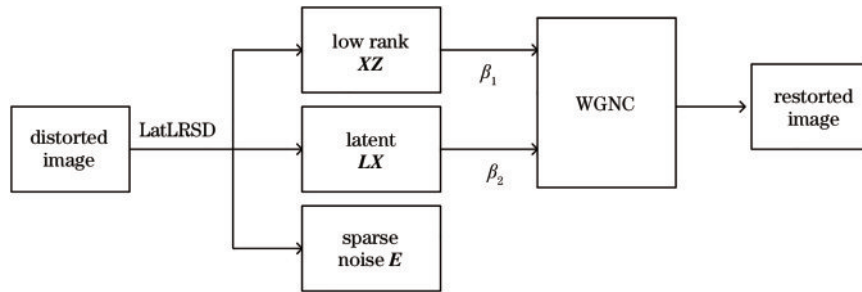 distorted
image
LatLRSD
low rank
XZ
latent
LX
sparse
noise E
β₁
β₂
WGNC
restorted
image